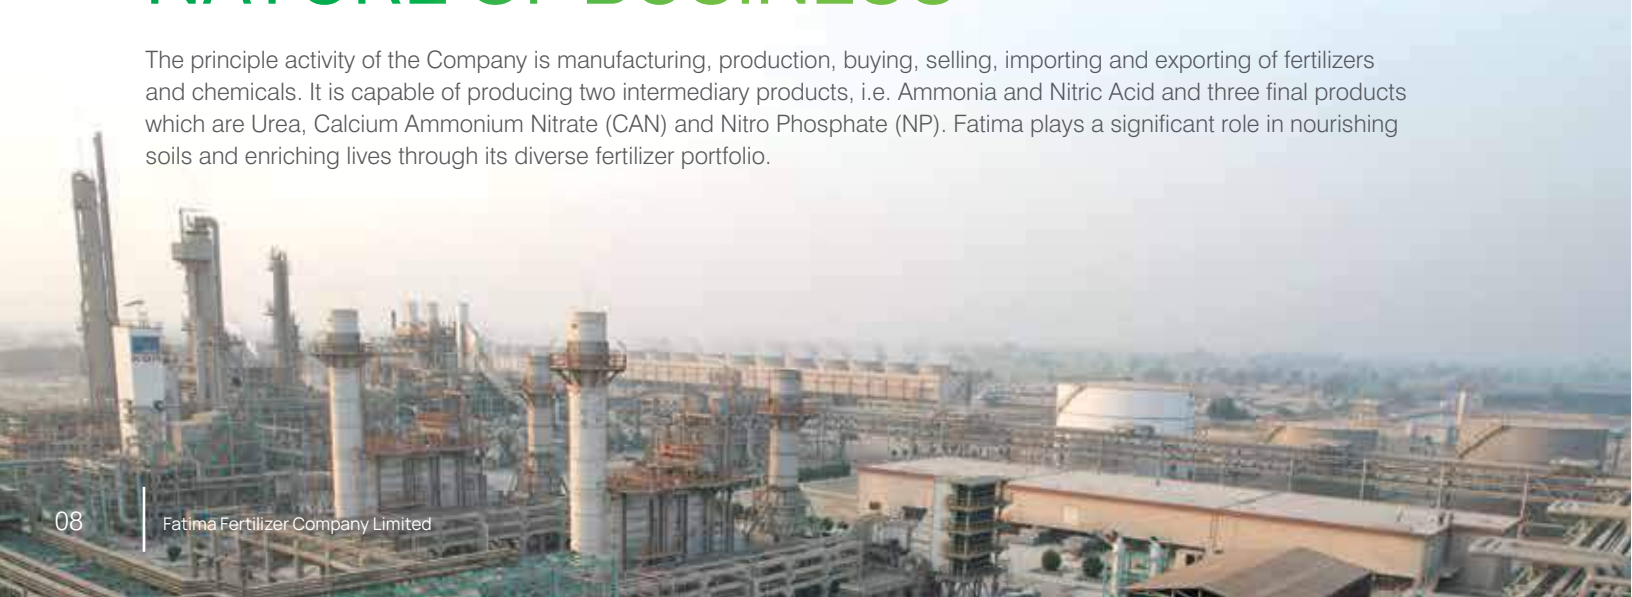 NATURE OF BUSINESS
The principle activity of the Company is manufacturing, production, buying, selling, importing and exporting of fertilizers
and chemicals. It is capable of producing two intermediary products, i.e. Ammonia and Nitric Acid and three final products
which are Urea, Calcium Ammonium Nitrate (CAN) and Nitro Phosphate (NP). Fatima plays a significant role in nourishing
soils and enriching lives through its diverse fertilizer portfolio.
08
Fatima Fertilizer Company Limited